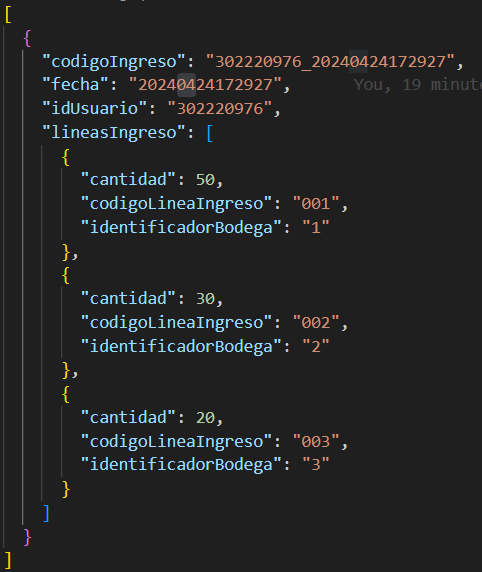 [
  {
    "codigoIngreso": "302220976_20240424172927",
    "fecha": "20240424172927",    You, 19 minute
    "idUsuario": "302220976",
    "lineasIngreso": [
      {
        "cantidad": 50,
        "codigoLineaIngreso": "001",
        "identificadorBodega": "1"
      },
      {
        "cantidad": 30,
        "codigoLineaIngreso": "002",
        "identificadorBodega": "2"
      },
      {
        "cantidad": 20,
        "codigoLineaIngreso": "003",
        "identificadorBodega": "3"
      }
    ]
  }
]